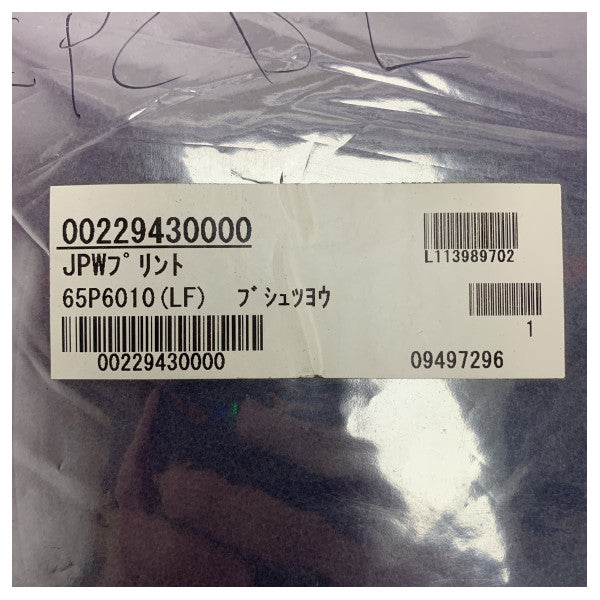 00229430000
JPWﾌﾟﾘﾝﾄ
65P6010(LF) ﾌﾞｼｭﾂﾖｳ
00229430000
L113989702
1
09497296